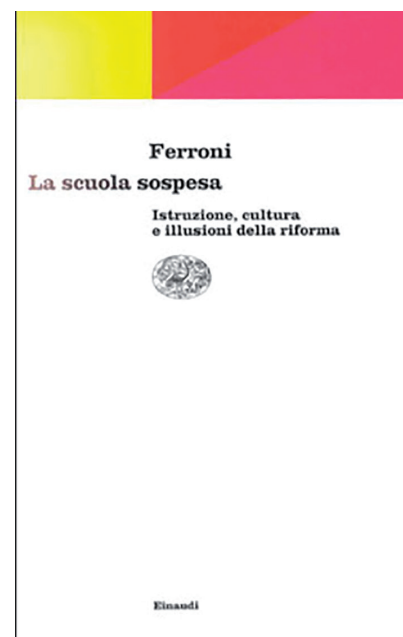 Ferroni
La scuola sospesa
Istruzione, cultura
e illusioni della riforma
Einaudi